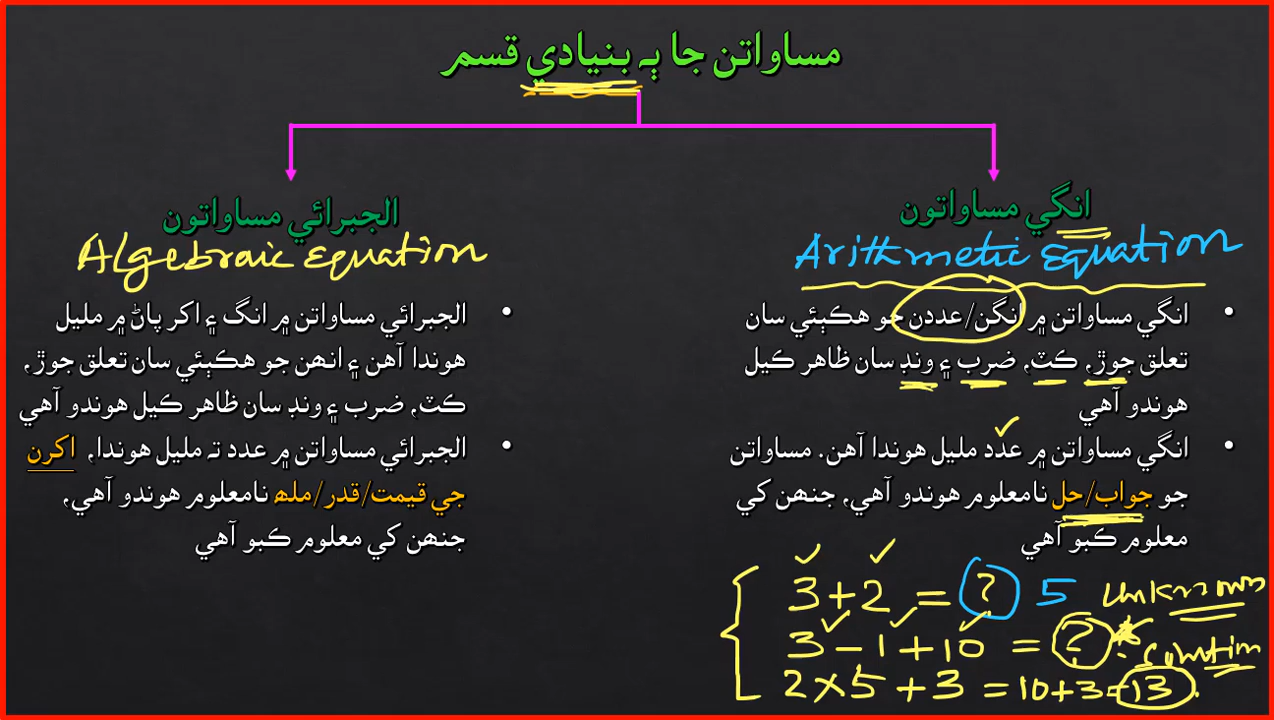 مساواتن جا ٻه بنيادي قسم
انگي مساواتون
Arithmetic Equation
انگي مساواتن ۾ انگن/عددن جو هڪٻئي سان
تعلق جوڙ، ڪٽ، ضرب ۽ ونڊ سان ظاهر ڪيل
هوندو آهي
انگي مساواتن ۾ عدد مليل هوندا آهن. مساواتن
جو جواب/حل نامعلوم هوندو آهي، جنهن کي
معلوم ڪبو آهي
3+2 = ? 5 unknown
3-1+10 = ? solution
2×5+3 =10+3=13
الجبرائي مساواتون
Algebraic Equation
الجبرائي مساواتن ۾ انگ ۽ اکر پاڻ ۾ مليل
هوندا آهن ۽ انهن جو هڪٻئي سان تعلق جوڙ،
ڪٽ، ضرب ۽ ونڊ سان ظاهر ڪيل هوندو آهي
الجبرائي مساواتن ۾ عدد ته مليل هوندا، اکرن
جي قيمت/قدر/ملهه نامعلوم هوندو آهي،
جنهن کي معلوم ڪبو آهي